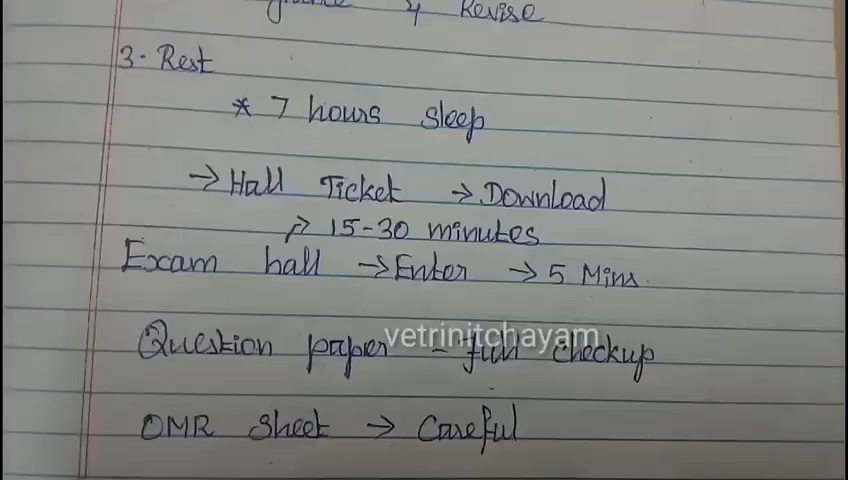 & Revise
3. Rest
* 7 hours sleep
→ Hall Ticket → Download
→ 15-30 minutes
Exam hall → Enter → 5 Mins.
Question paper - full checkup
vetrinitchayam
OMR sheet → Careful